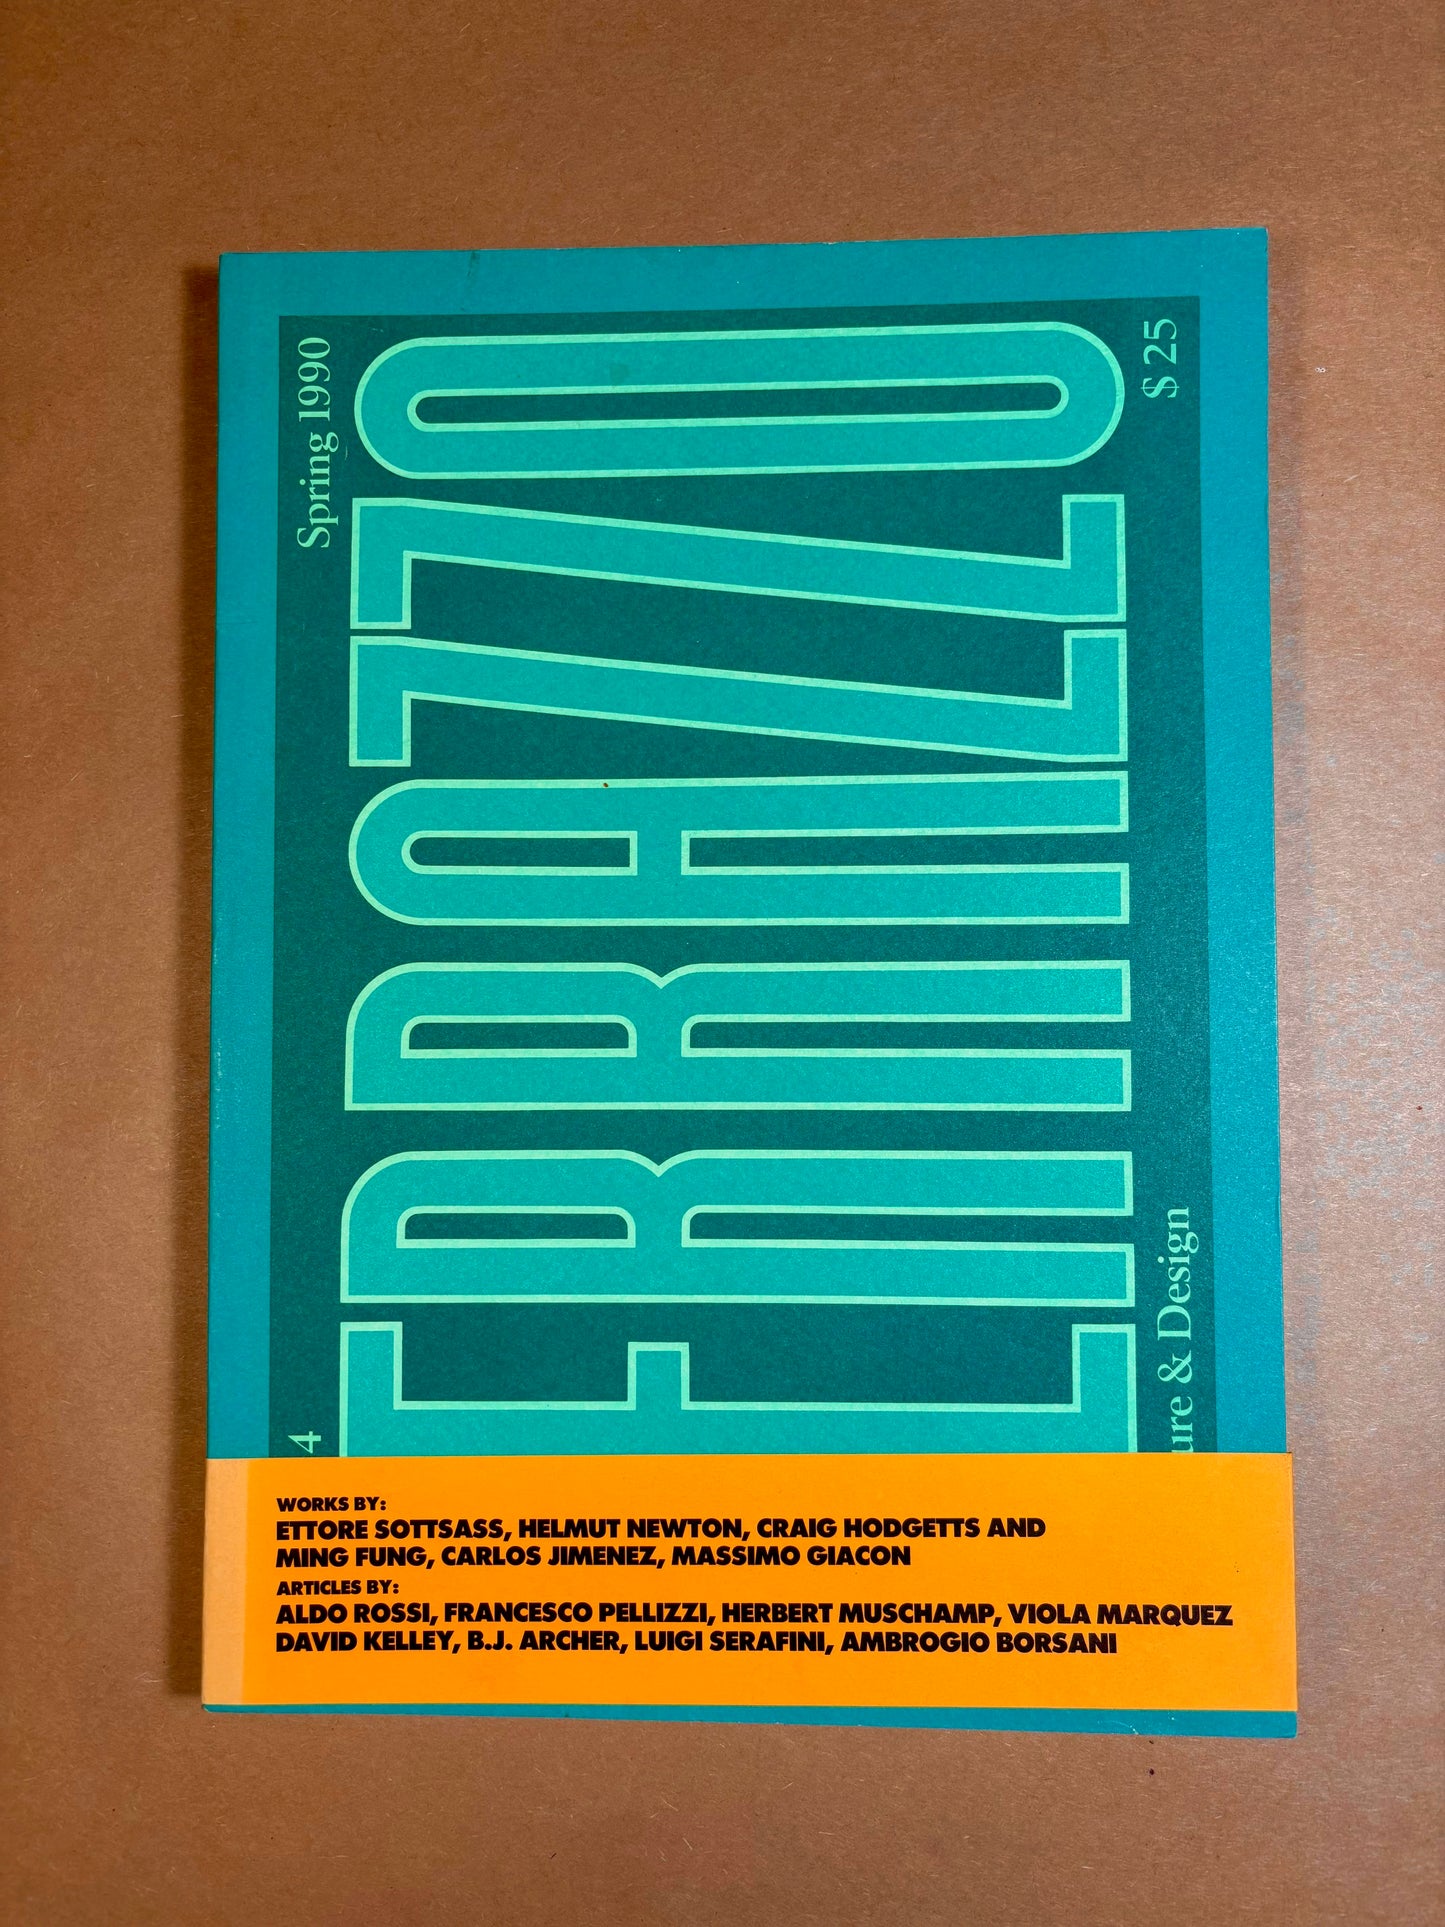 Spring 1990
ERRAZZO
$ 25
4
ure & Design
WORKS BY:
ETTORE SOTTSASS, HELMUT NEWTON, CRAIG HODGETTS AND
MING FUNG, CARLOS JIMENEZ, MASSIMO GIACON
ARTICLES BY:
ALDO ROSSI, FRANCESCO PELLIZZI, HERBERT MUSCHAMP, VIOLA MARQUEZ
DAVID KELLEY, B.J. ARCHER, LUIGI SERAFINI, AMBROGIO BORSANI